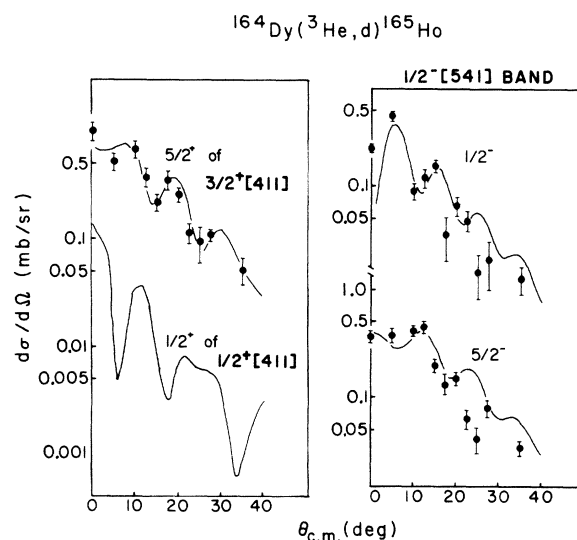 ¹⁶⁴Dy(³He,d)¹⁶⁵Ho
1/2⁻[541] BAND
dσ/dΩ (mb/sr)
0.5
0.1
0.05
0.01
0.005
0.001
5/2⁺ of
3/2⁺[411]
1/2⁺ of
1/2⁺[411]
0 10 20 30 40
0.5
0.1
0.05
1/2⁻
1.0
0.5
0.1
0.05
5/2⁻
0 10 20 30 40
θc.m.(deg)